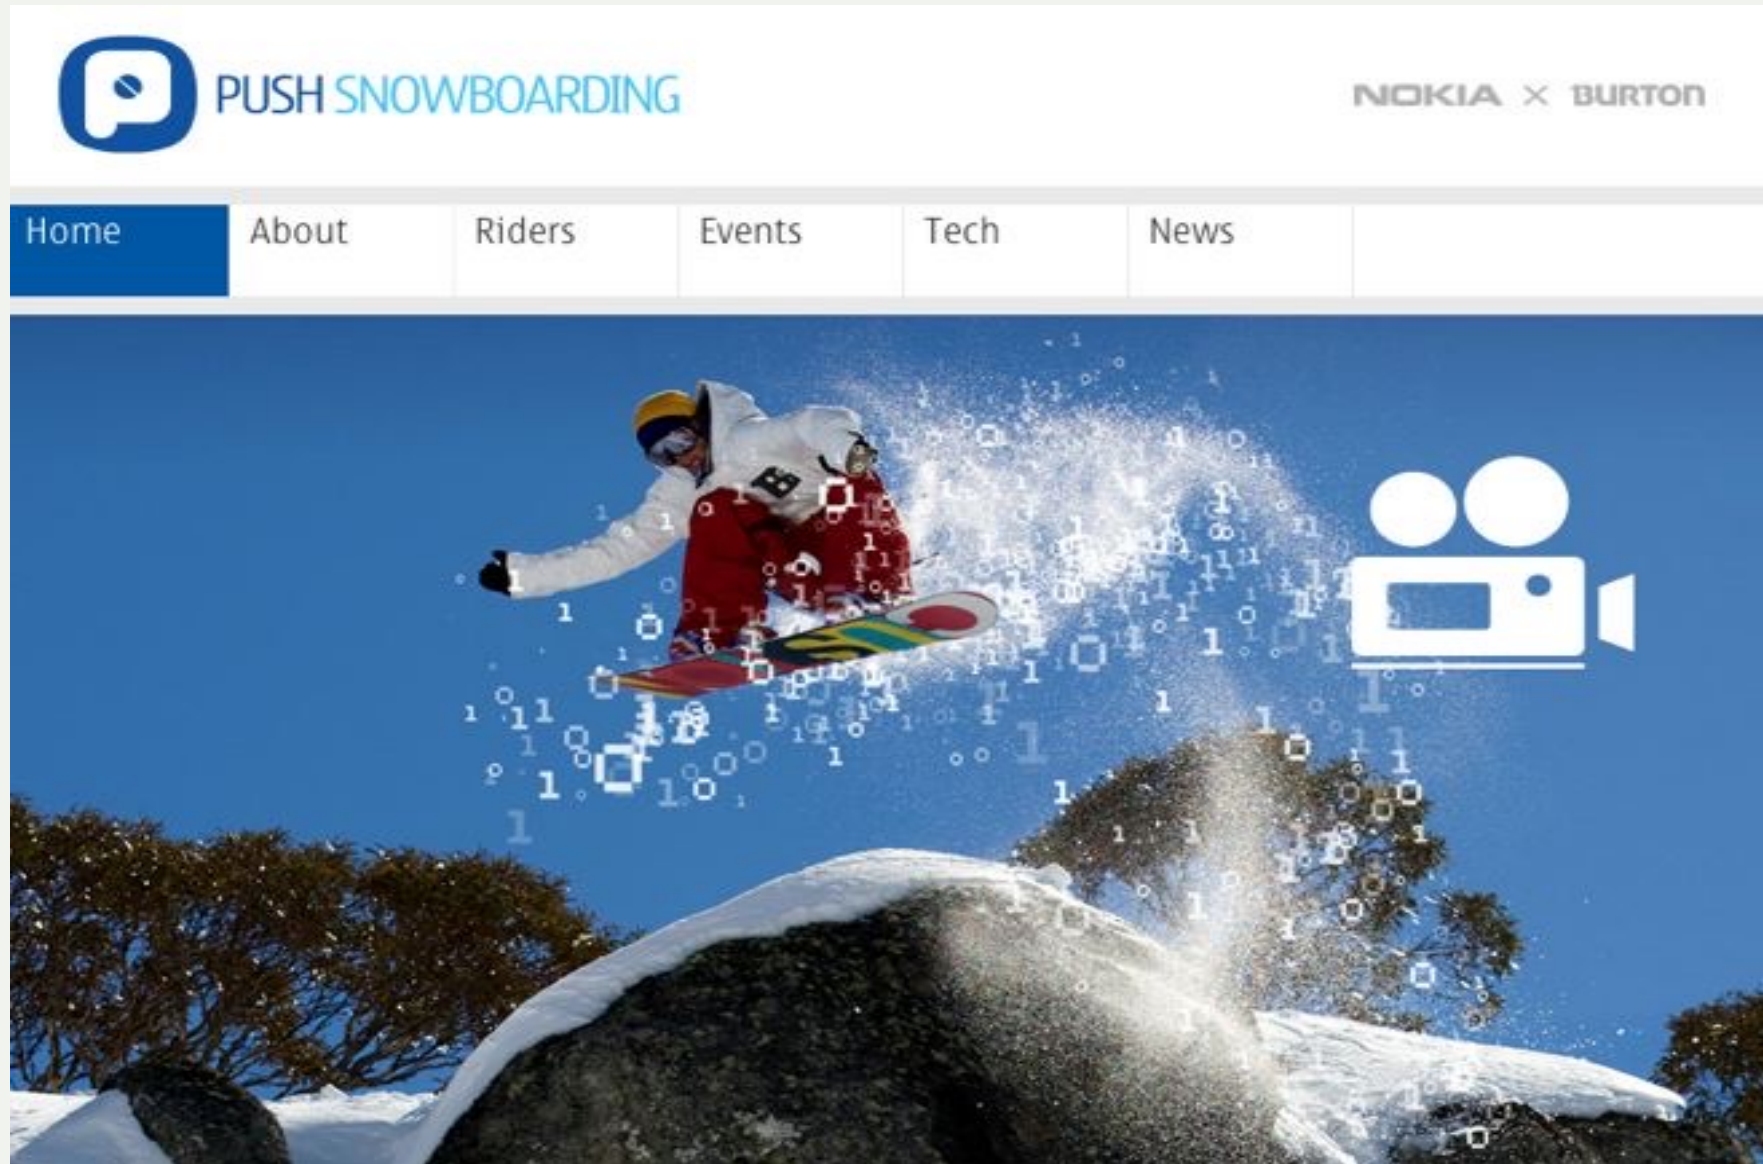 PUSH SNOWBOARDING
NOKIA × BURTON
Home About Riders Events Tech News
B